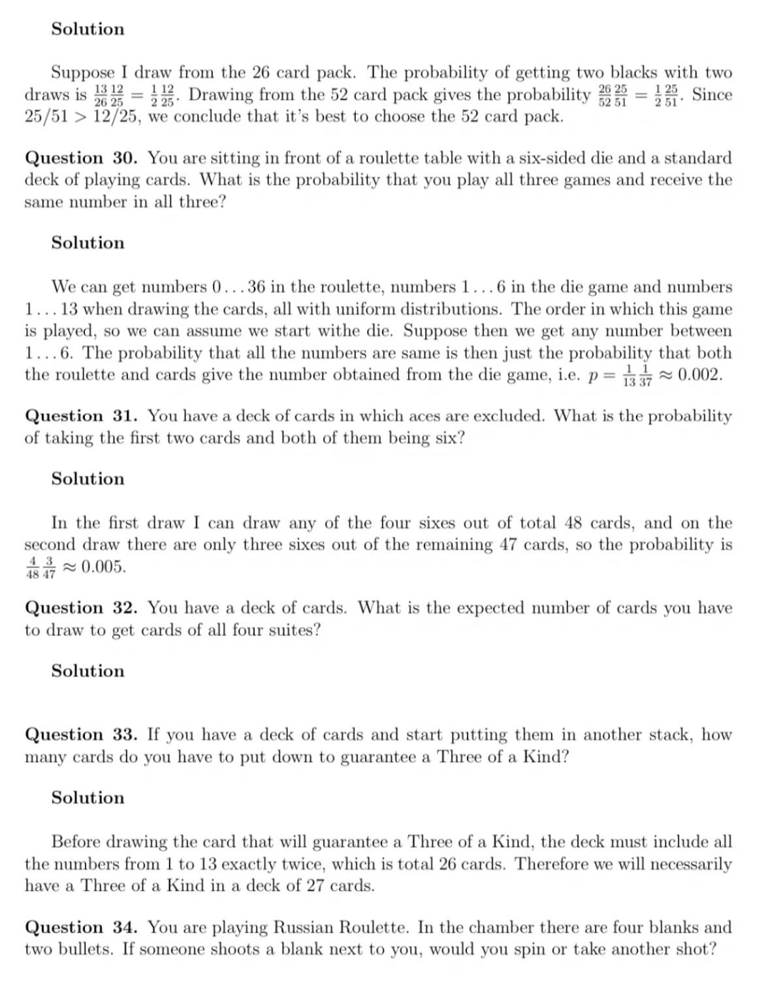 Solution
Suppose I draw from the 26 card pack. The probability of getting two blacks with two
draws is 13/26 12/25 = 1/2 12/25. Drawing from the 52 card pack gives the probability 26/52 25/51 = 1/2 25/51. Since
25/51 > 12/25, we conclude that it's best to choose the 52 card pack.
Question 30. You are sitting in front of a roulette table with a six-sided die and a standard
deck of playing cards. What is the probability that you play all three games and receive the
same number in all three?
Solution
We can get numbers 0...36 in the roulette, numbers 1...6 in the die game and numbers
1...13 when drawing the cards, all with uniform distributions. The order in which this game
is played, so we can assume we start withe die. Suppose then we get any number between
1...6. The probability that all the numbers are same is then just the probability that both
the roulette and cards give the number obtained from the die game, i.e. p = 1/13 1/37 ≈ 0.002.
Question 31. You have a deck of cards in which aces are excluded. What is the probability
of taking the first two cards and both of them being six?
Solution
In the first draw I can draw any of the four sixes out of total 48 cards, and on the
second draw there are only three sixes out of the remaining 47 cards, so the probability is
4/48 3/47 ≈ 0.005.
Question 32. You have a deck of cards. What is the expected number of cards you have
to draw to get cards of all four suites?
Solution
Question 33. If you have a deck of cards and start putting them in another stack, how
many cards do you have to put down to guarantee a Three of a Kind?
Solution
Before drawing the card that will guarantee a Three of a Kind, the deck must include all
the numbers from 1 to 13 exactly twice, which is total 26 cards. Therefore we will necessarily
have a Three of a Kind in a deck of 27 cards.
Question 34. You are playing Russian Roulette. In the chamber there are four blanks and
two bullets. If someone shoots a blank next to you, would you spin or take another shot?